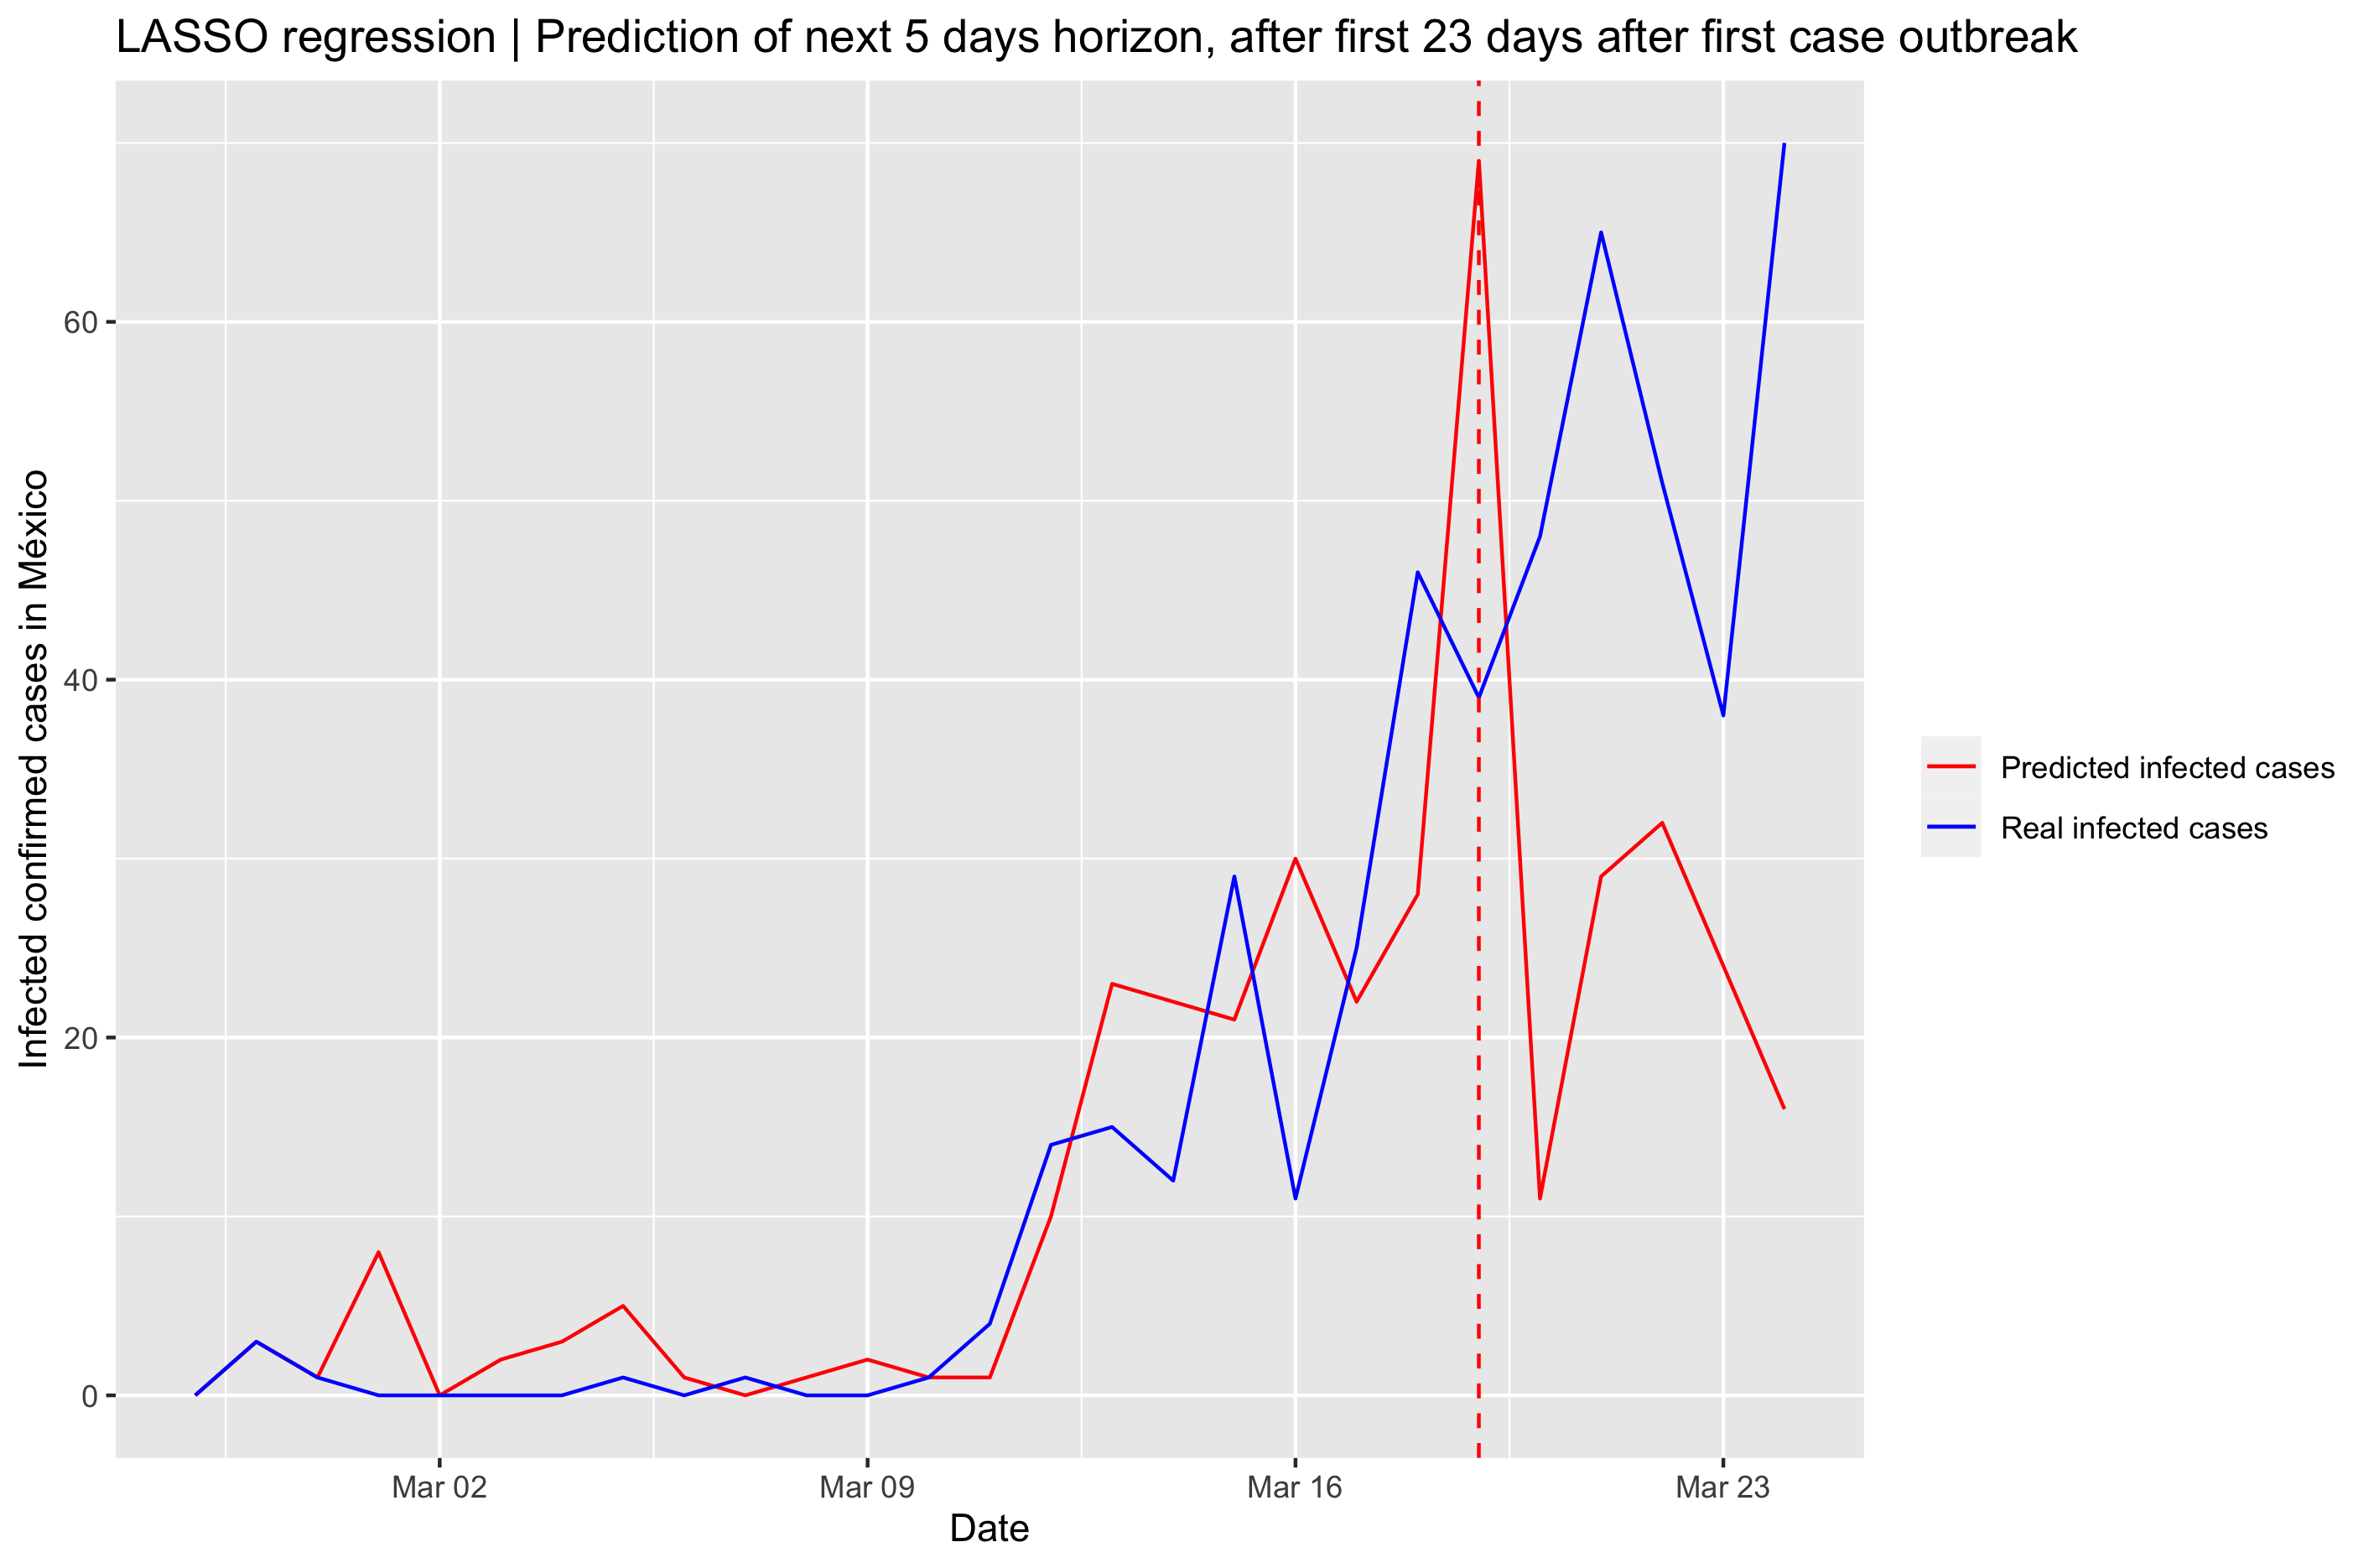 LASSO regression | Prediction of next 5 days horizon, after first 23 days after first case outbreak
Infected confirmed cases in México
60
40
20
0
Mar 02
Mar 09
Mar 16
Mar 23
Date
Predicted infected cases
Real infected cases